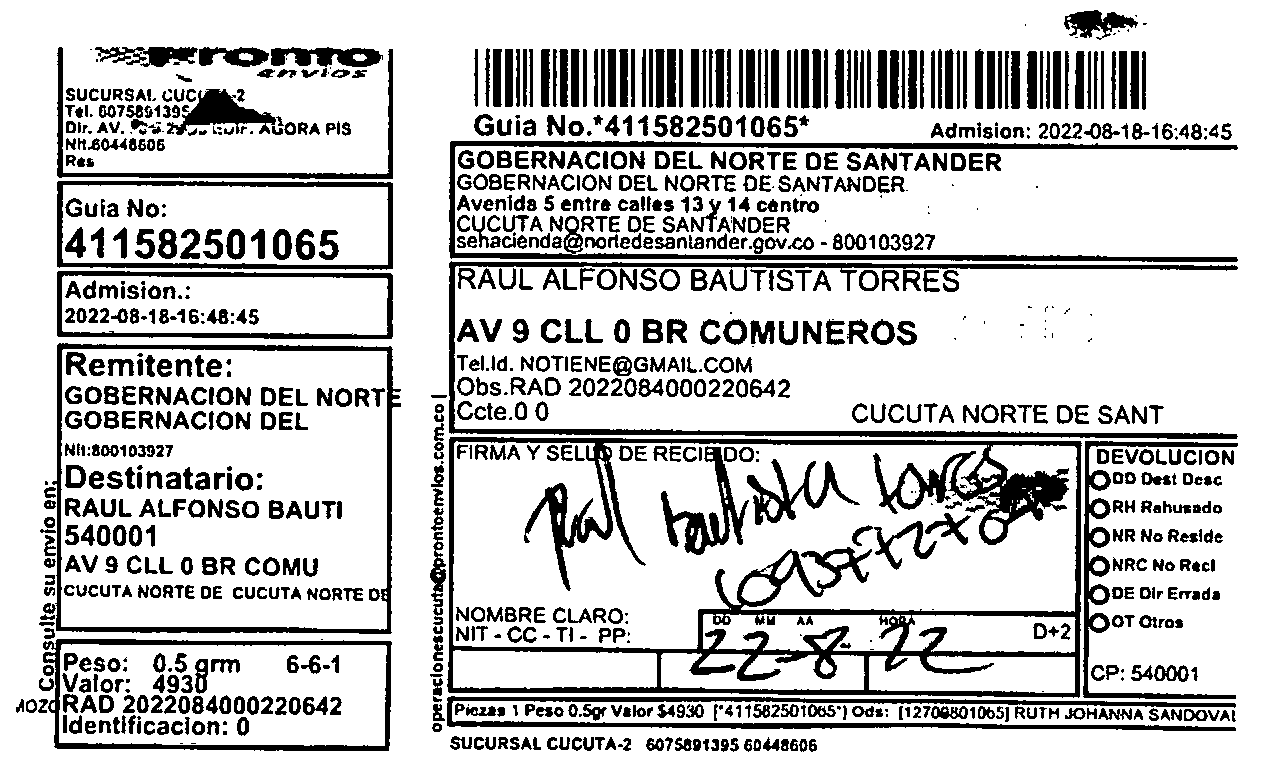 Pronto
envios
SUCURSAL CUCUTA-2
Tel. 6075891395
Dir. AV. EDIF. AGORA PIS
Nit.60448606
Res
Guia No:
411582501065
Admision.:
2022-08-18-16:48:45
Remitente:
GOBERNACION DEL NORTE
GOBERNACION DEL
Nit:800103927
Destinatario:
RAUL ALFONSO BAUTI
540001
AV 9 CLL 0 BR COMU
CUCUTA NORTE DE CUCUTA NORTE DE
Peso: 0.5 grm 6-6-1
Valor: 4930
RAD 2022084000220642
Identificacion: 0
Consulte su envio en:
operacionescucuta@prontoenvios.com.co |
Guia No.*411582501065*
Admision: 2022-08-18-16:48:45
GOBERNACION DEL NORTE DE SANTANDER
GOBERNACION DEL NORTE DE SANTANDER
Avenida 5 entre calles 13 y 14 centro
CUCUTA NORTE DE SANTANDER
sehacienda@nortedesantander.gov.co - 800103927
RAUL ALFONSO BAUTISTA TORRES
AV 9 CLL 0 BR COMUNEROS
Tel.Id. NOTIENE@GMAIL.COM
Obs.RAD 2022084000220642
Ccte.0 0 CUCUTA NORTE DE SANT
FIRMA Y SELLO DE RECIBIDO:
Raul bautista torres
NOMBRE CLARO:
NIT - CC - TI - PP:
DD MM AA HORA D+2
22-8-22
DEVOLUCION
DD Dest Desc
RH Rehusado
NR No Reside
NRC No Recl
DE Dir Errada
OT Otros
CP: 540001
Piezas 1 Peso 0.5gr Valor $4930 [*411582501065*] Ods: [12709801065] RUTH JOHANNA SANDOVAL
SUCURSAL CUCUTA-2 6075891395 60448606